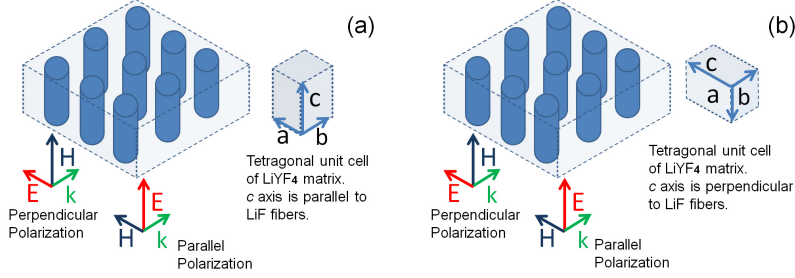 (a)
c
a
b
Tetragonal unit cell
of LiYF4 matrix.
c axis is parallel to
LiF fibers.
H
E
k
Perpendicular
Polarization
E
H
k
Parallel
Polarization
(b)
c
a
b
Tetragonal unit cell
of LiYF4 matrix.
c axis is perpendicular
to LiF fibers.
H
E
k
Perpendicular
Polarization
E
H
k
Parallel
Polarization